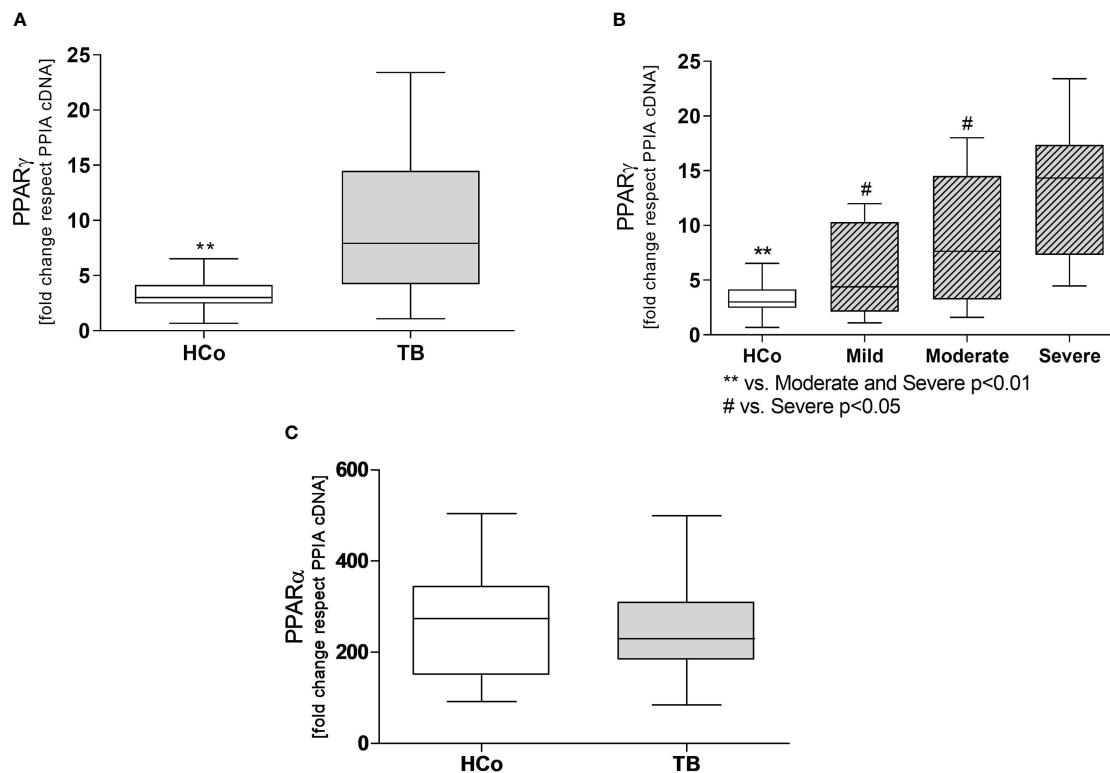 A
PPARγ
[fold change respect PPIA cDNA]
25
20
15
10
5
0
**
HCo
TB
B
PPARγ
[fold change respect PPIA cDNA]
25
20
15
10
5
0
**
#
#
HCo
Mild
Moderate
Severe
** vs. Moderate and Severe p<0.01
# vs. Severe p<0.05
C
PPARα
[fold change respect PPIA cDNA]
600
400
200
0
HCo
TB